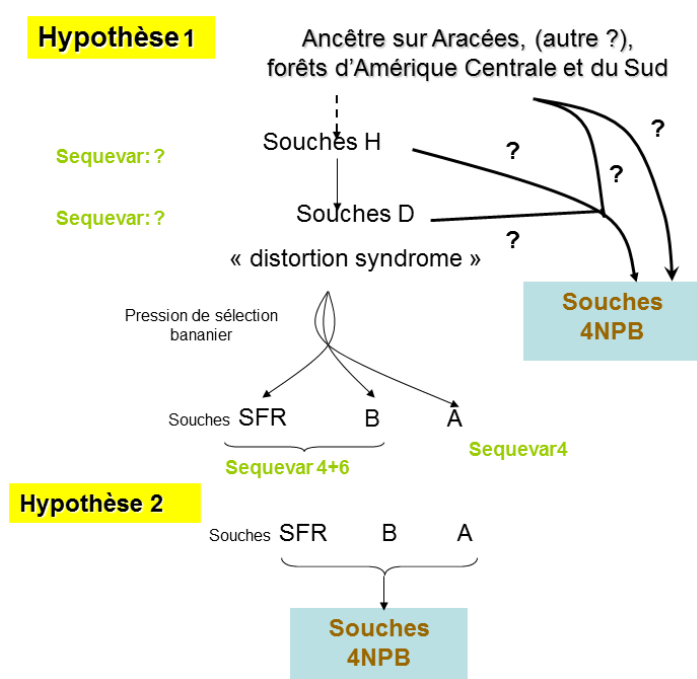 Hypothèse 1
Ancêtre sur Aracées, (autre ?),
forêts d'Amérique Centrale et du Sud
?
Sequevar: ?
Souches H
?
?
Sequevar: ?
Souches D
?
« distortion syndrome »
Souches
4NPB
Pression de sélection
bananier
Souches SFR B A
Sequevar 4+6
Sequevar4
Hypothèse 2
Souches SFR B A
Souches
4NPB